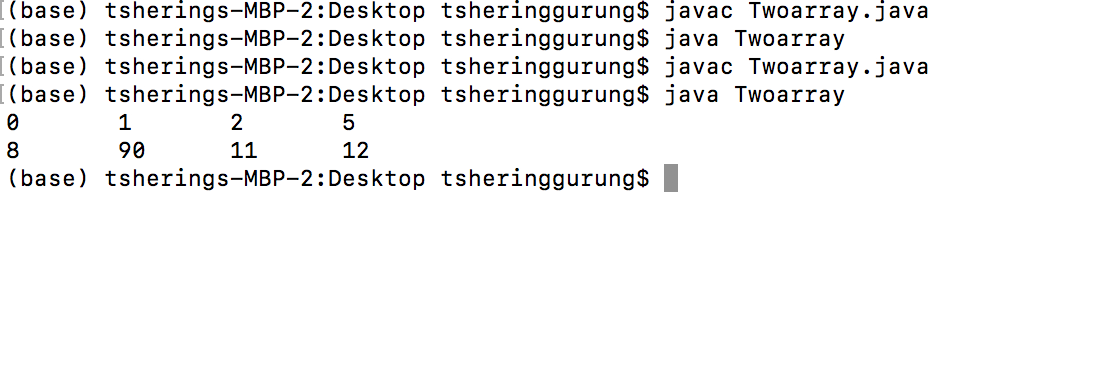 [(base) tsherings-MBP-2:Desktop tsheringgurung$ javac Twoarray.java
[(base) tsherings-MBP-2:Desktop tsheringgurung$ java Twoarray
[(base) tsherings-MBP-2:Desktop tsheringgurung$ javac Twoarray.java
[(base) tsherings-MBP-2:Desktop tsheringgurung$ java Twoarray
0 1 2 5
8 90 11 12
(base) tsherings-MBP-2:Desktop tsheringgurung$